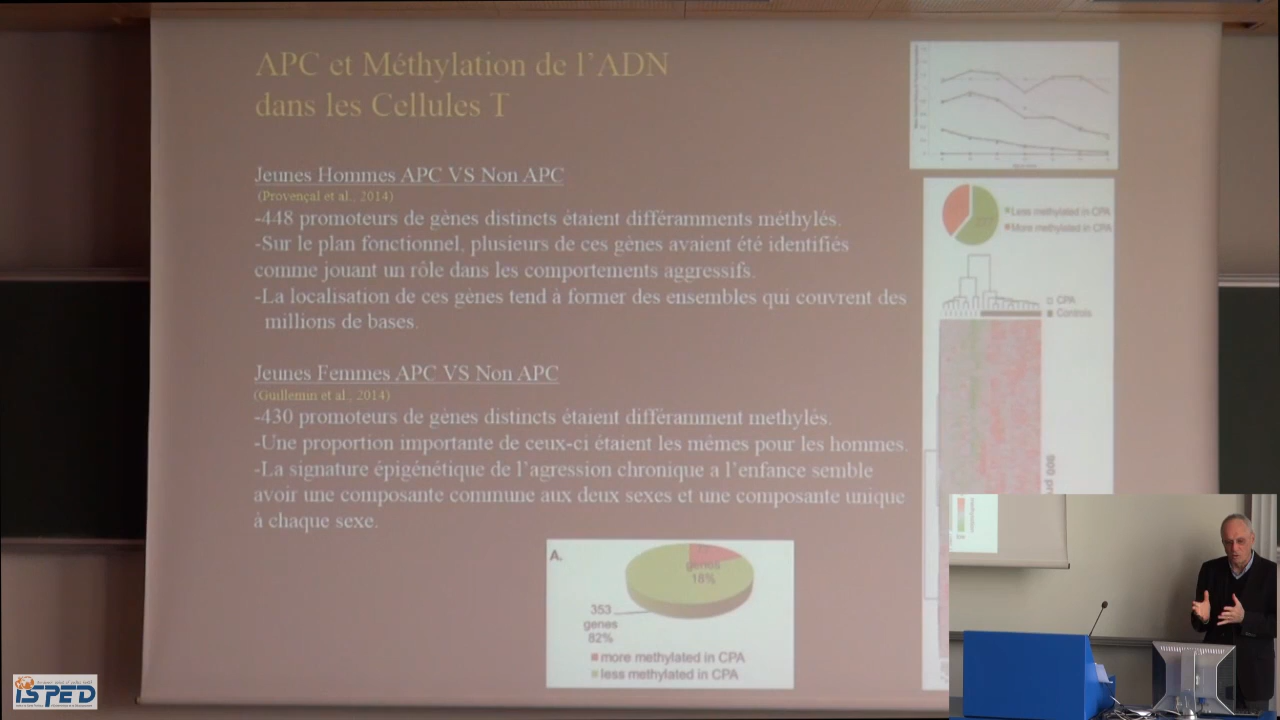 APC et Méthylation de l'ADN
dans les Cellules T
Jeunes Hommes APC VS Non APC
(Provençal et al., 2014)
-448 promoteurs de gènes distincts étaient différamments méthylés.
-Sur le plan fonctionnel, plusieurs de ces gènes avaient été identifiés
comme jouant un rôle dans les comportements aggressifs.
-La localisation de ces gènes tend à former des ensembles qui couvrent des
millions de bases.
Jeunes Femmes APC VS Non APC
(Guillemin et al., 2014)
-430 promoteurs de gènes distincts étaient différamment methylés.
-Une proportion importante de ceux-ci étaient les mêmes pour les hommes.
-La signature épigénétique de l'agression chronique a l'enfance semble
avoir une composante commune aux deux sexes et une composante unique
à chaque sexe.
A.
genes
18%
353
genes
82%
more methylated in CPA
less methylated in CPA
Less methylated in CPA
More methylated in CPA
CPA
Controls
900
ISPED